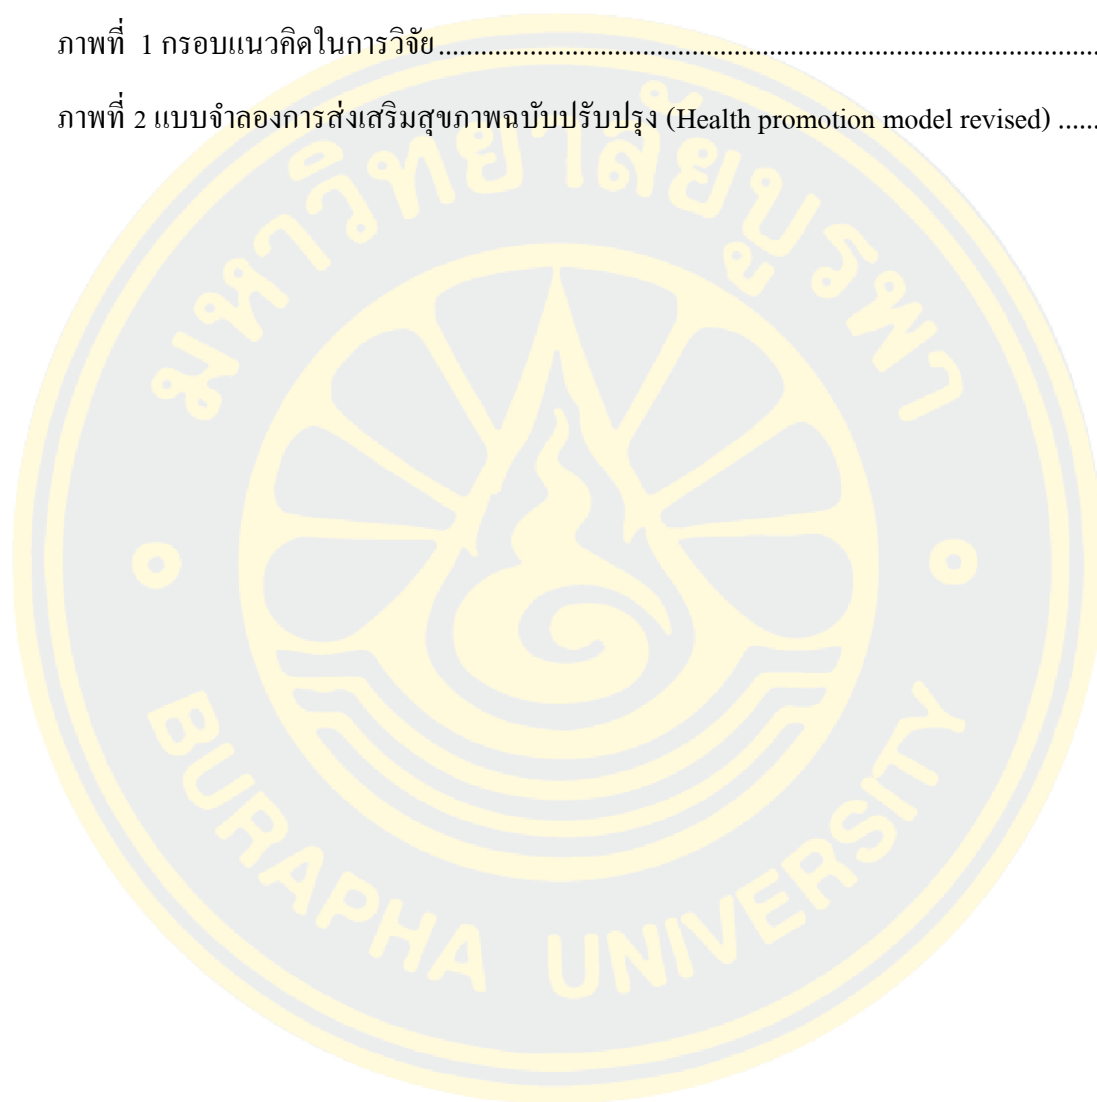 ภาพที่ 1 กรอบแนวคิดในการวิจัย................................................................................................
ภาพที่ 2 แบบจำลองการส่งเสริมสุขภาพฉบับปรับปรุง (Health promotion model revised) ......
มหาวิทยาลัยบูรพา
BURAPHA UNIVERSITY